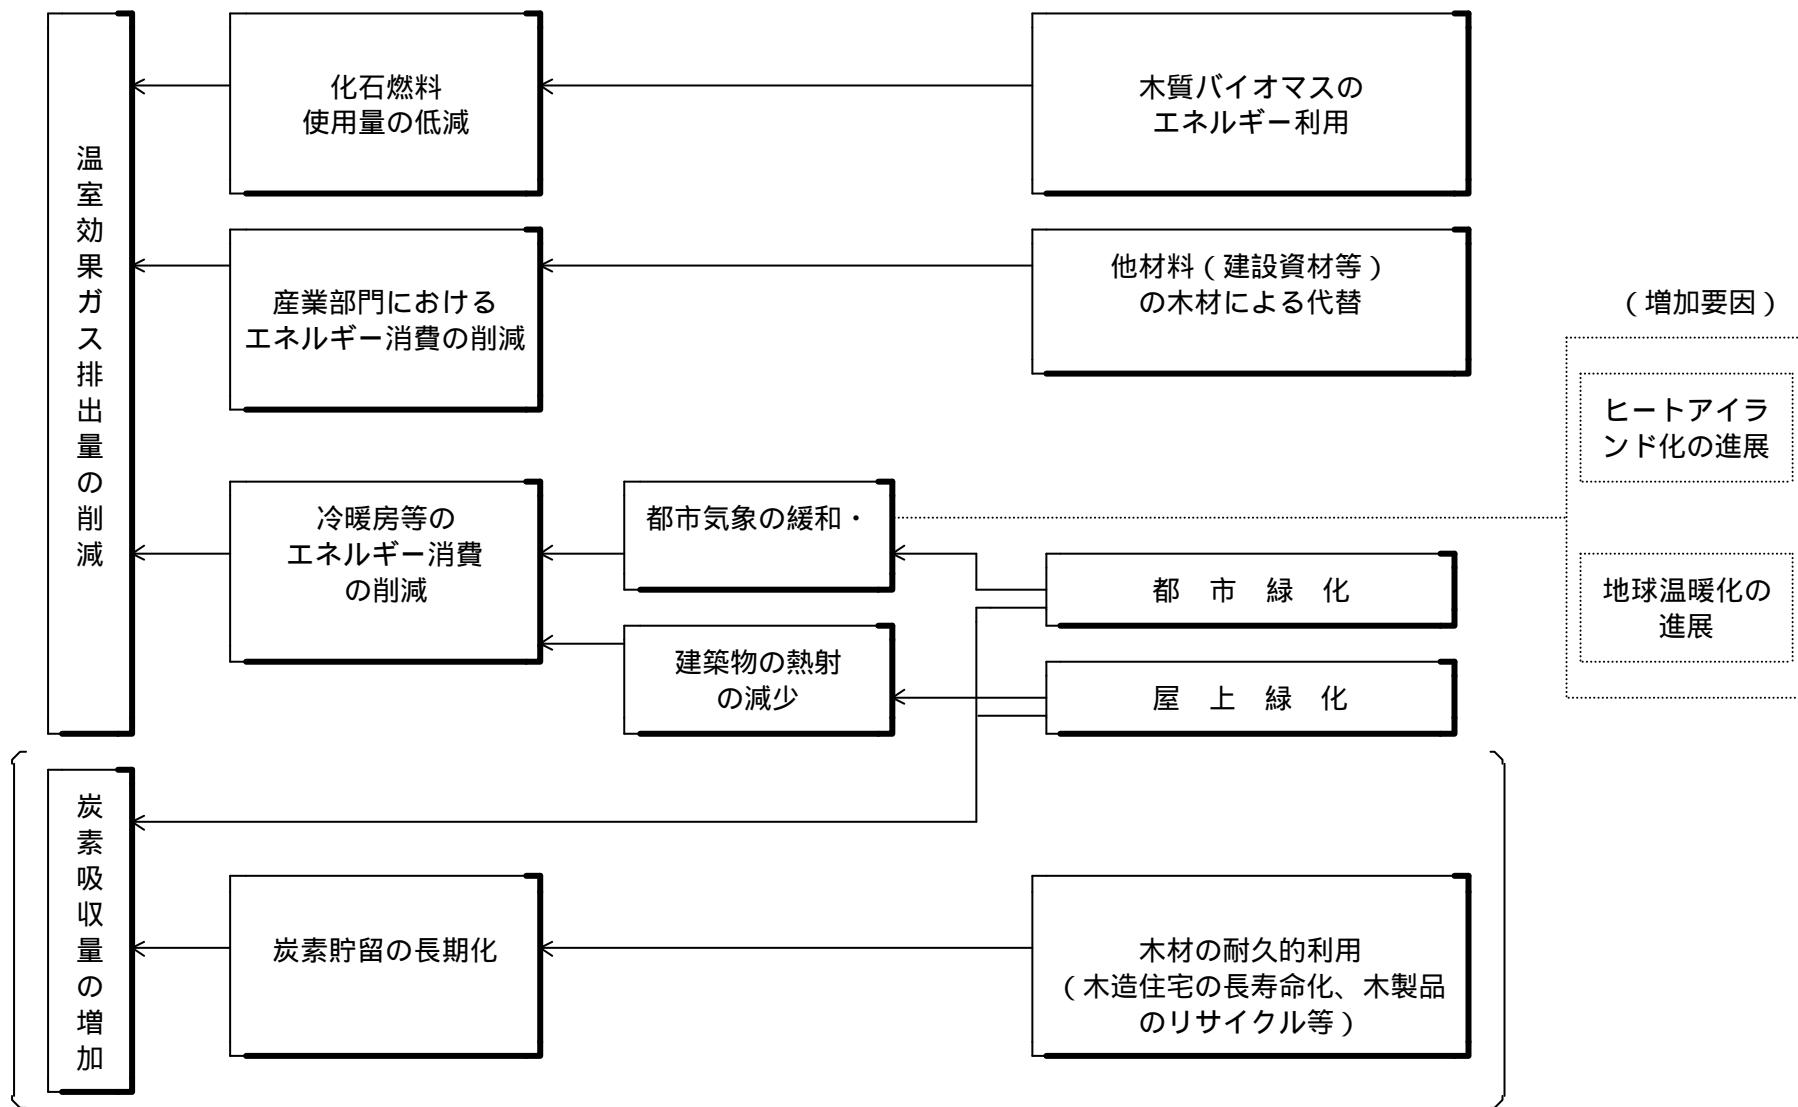 温室効果ガス排出量の削減
化石燃料
使用量の低減
木質バイオマスの
エネルギー利用
産業部門における
エネルギー消費の削減
他材料（建設資材等）
の木材による代替
（増加要因）
ヒートアイラ
ンド化の進展
地球温暖化の
進展
冷暖房等の
エネルギー消費
の削減
都市気象の緩和・
都　市　緑　化
建築物の熱射
の減少
屋　上　緑　化
炭素吸収量の増加
炭素貯留の長期化
木材の耐久的利用
（木造住宅の長寿命化、木製品
のリサイクル等）